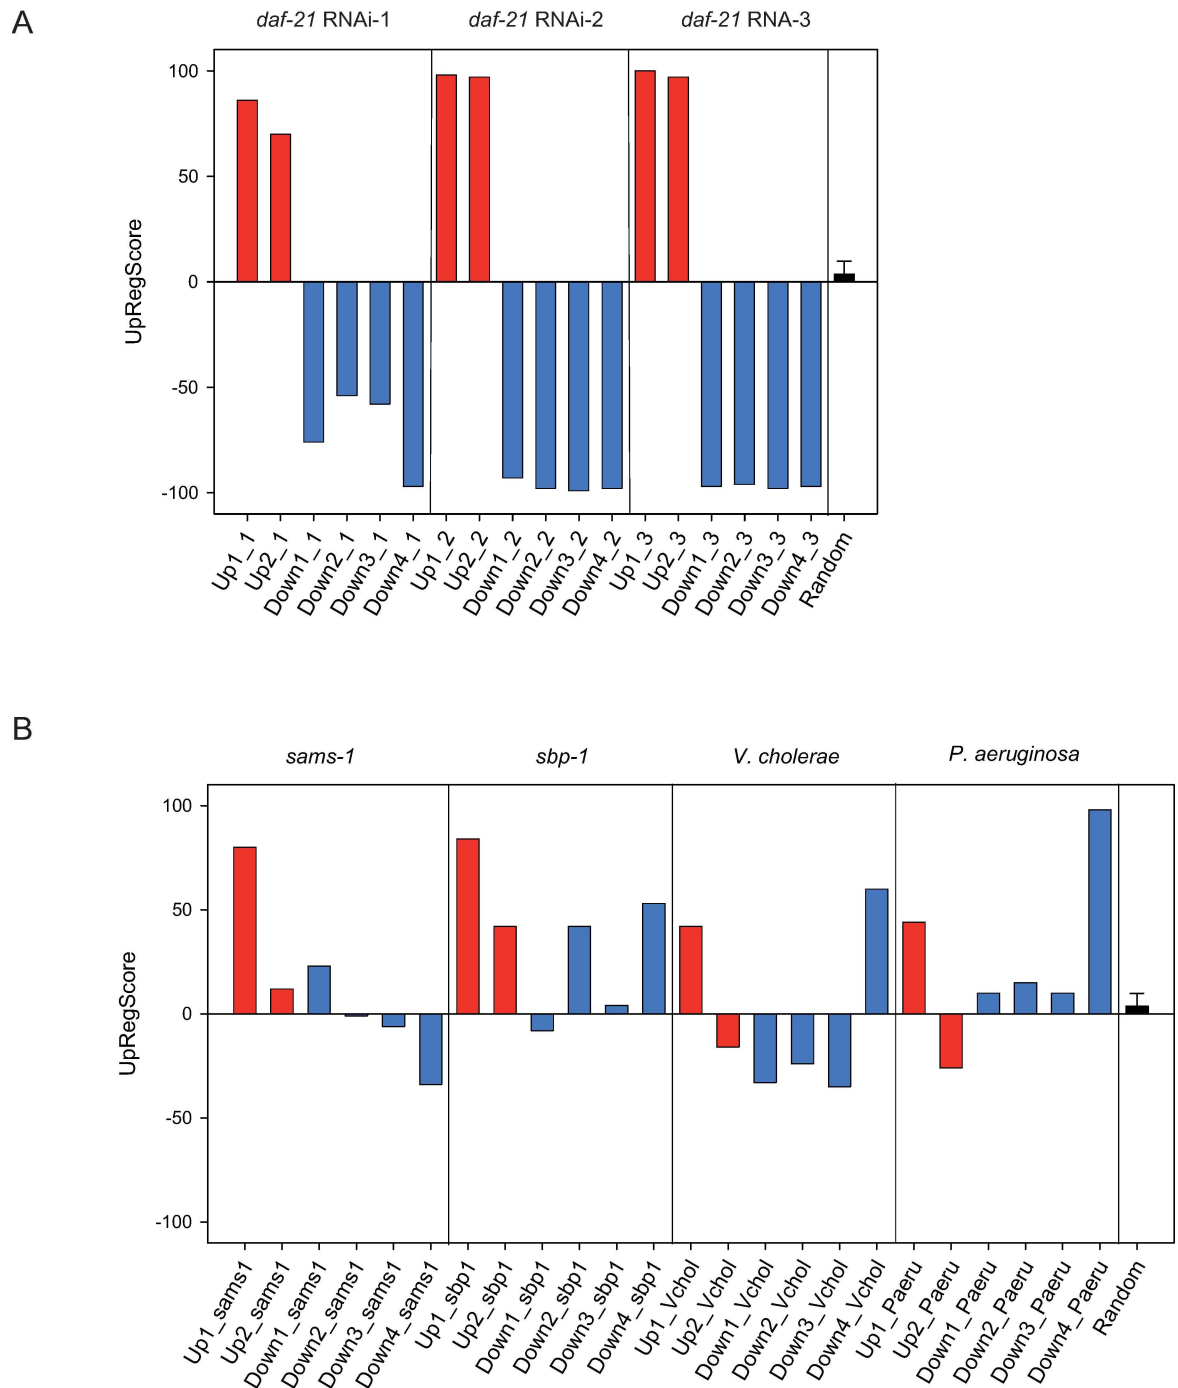 A
daf-21 RNAi-1
daf-21 RNAi-2
daf-21 RNA-3
UpRegScore
100
50
0
-50
-100
Up1_1
Up2_1
Down1_1
Down2_1
Down3_1
Down4_1
Up1_2
Up2_2
Down1_2
Down2_2
Down3_2
Down4_2
Up1_3
Up2_3
Down1_3
Down2_3
Down3_3
Down4_3
Random
B
sams-1
sbp-1
V. cholerae
P. aeruginosa
UpRegScore
100
50
0
-50
-100
Up1_sams1
Up2_sams1
Down1_sams1
Down2_sams1
Down3_sams1
Down4_sams1
Up1_sbp1
Up2_sbp1
Down1_sbp1
Down2_sbp1
Down3_sbp1
Down4_sbp1
Up1_Vchol
Up2_Vchol
Down1_Vchol
Down2_Vchol
Down3_Vchol
Down4_Vchol
Up1_Paeru
Up2_Paeru
Down1_Paeru
Down2_Paeru
Down3_Paeru
Down4_Paeru
Random